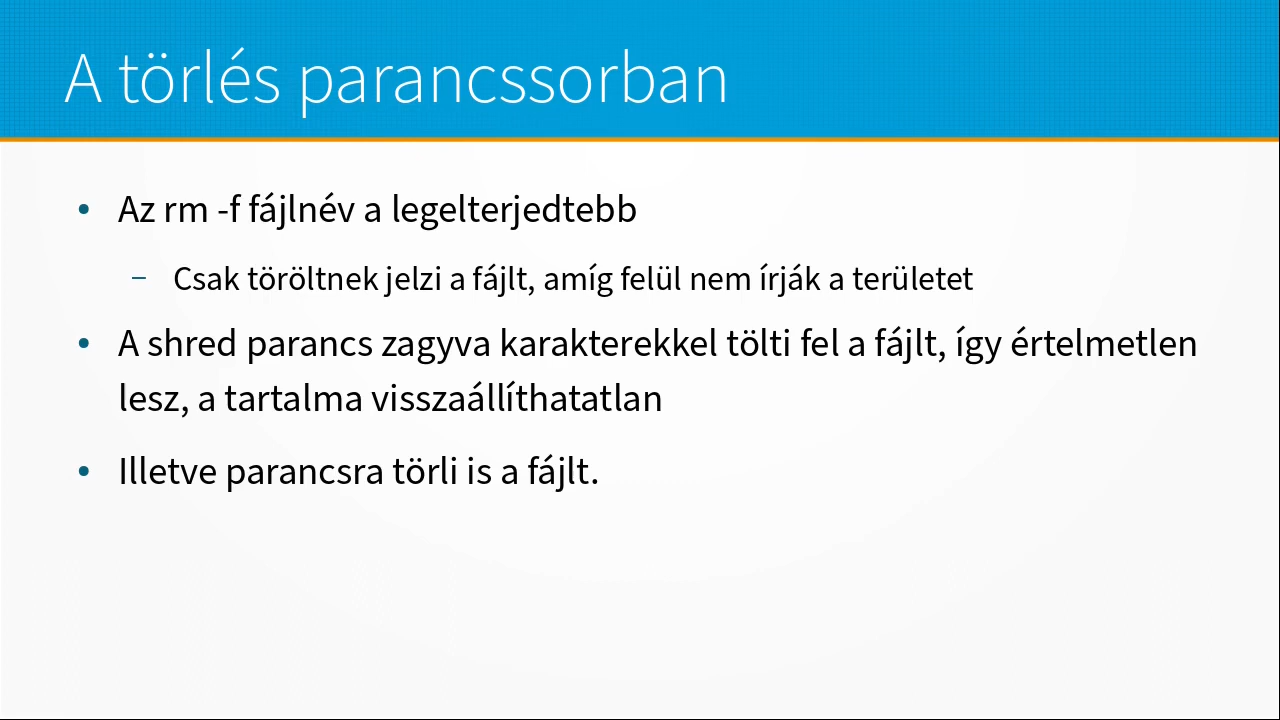 A törlés parancssorban
• Az rm -f fájlnév a legelterjedtebb
– Csak töröltnek jelzi a fájlt, amíg felül nem írják a területet
• A shred parancs zagyva karakterekkel tölti fel a fájlt, így értelmetlen
lesz, a tartalma visszaállíthatatlan
• Illetve parancsra törli is a fájlt.